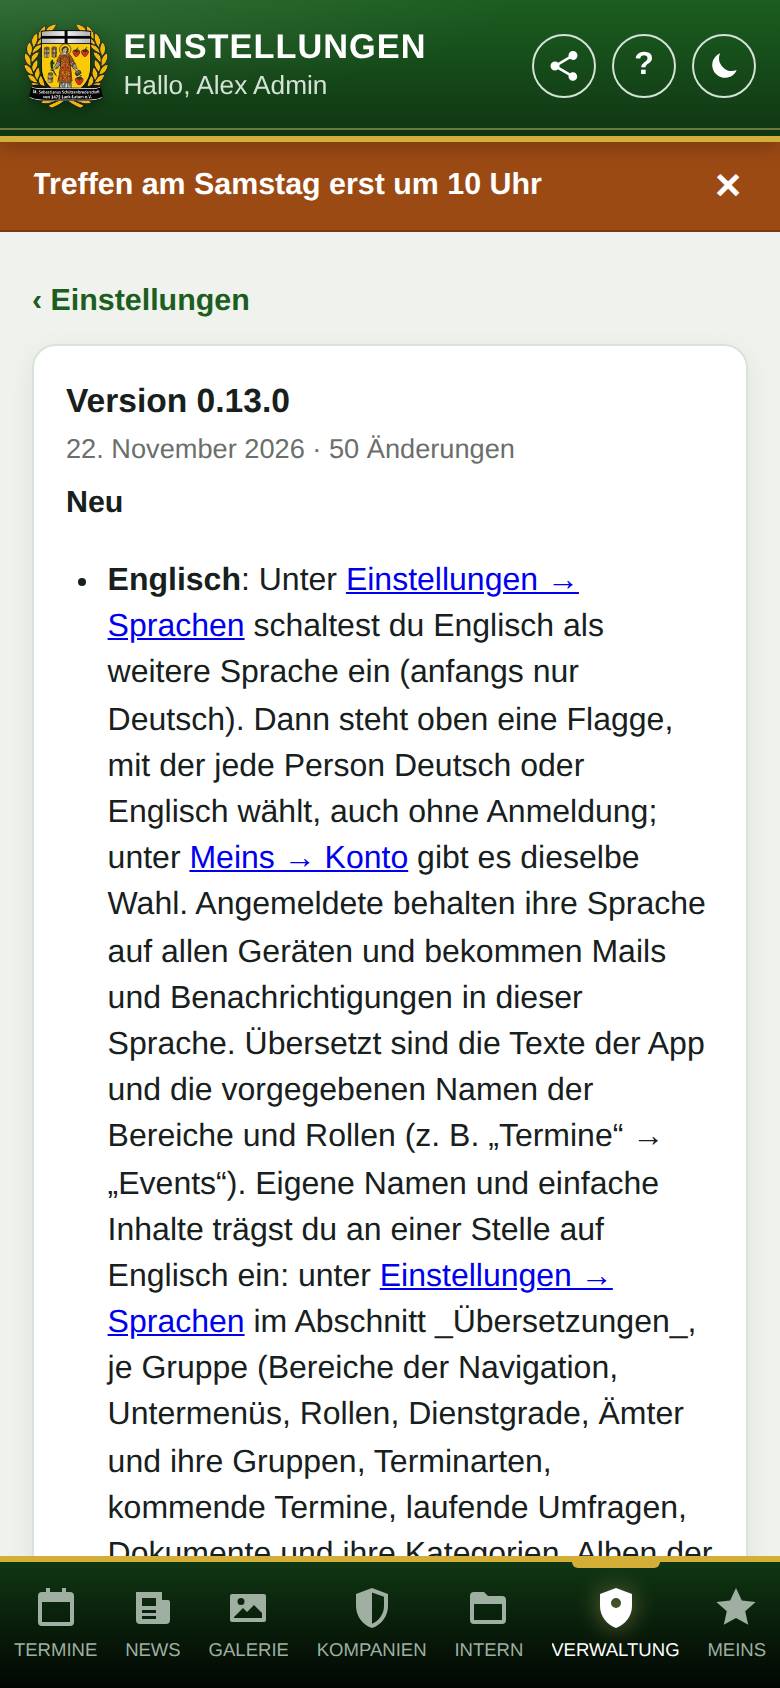 EINSTELLUNGEN
Hallo, Alex Admin
?
Treffen am Samstag erst um 10 Uhr
×
‹ Einstellungen
Version 0.13.0
22. November 2026 · 50 Änderungen
Neu
• Englisch: Unter Einstellungen →
Sprachen schaltest du Englisch als
weitere Sprache ein (anfangs nur
Deutsch). Dann steht oben eine Flagge,
mit der jede Person Deutsch oder
Englisch wählt, auch ohne Anmeldung;
unter Meins → Konto gibt es dieselbe
Wahl. Angemeldete behalten ihre Sprache
auf allen Geräten und bekommen Mails
und Benachrichtigungen in dieser
Sprache. Übersetzt sind die Texte der App
und die vorgegebenen Namen der
Bereiche und Rollen (z. B. „Termine“ →
„Events“). Eigene Namen und einfache
Inhalte trägst du an einer Stelle auf
Englisch ein: unter Einstellungen →
Sprachen im Abschnitt _Übersetzungen_,
je Gruppe (Bereiche der Navigation,
Untermenüs, Rollen, Dienstgrade, Ämter
und ihre Gruppen, Terminarten,
kommende Termine, laufende Umfragen,
Dokumente und ihre Kategorien, Alben der
TERMINE
NEWS
GALERIE
KOMPANIEN
INTERN
VERWALTUNG
MEINS